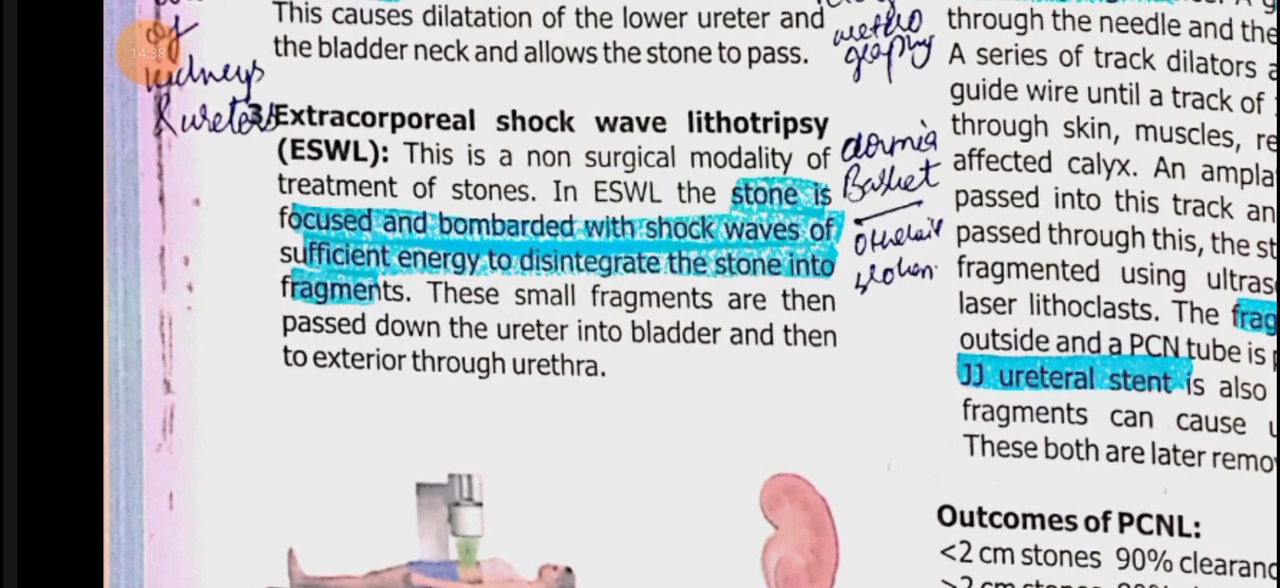 of
kidneys
& ureters
This causes dilatation of the lower ureter and
the bladder neck and allows the stone to pass.
3. Extracorporeal shock wave lithotripsy
(ESWL): This is a non surgical modality of
treatment of stones. In ESWL the stone is
focused and bombarded with shock waves of
sufficient energy to disintegrate the stone into
fragments. These small fragments are then
passed down the ureter into bladder and then
to exterior through urethra.
uretho
graphy
dormia
Basket
through the needle and the
A series of track dilators a
guide wire until a track of
through skin, muscles, re
affected calyx. An ampla
passed into this track an
passed through this, the st
fragmented using ultras
laser lithoclasts. The frag
outside and a PCN tube is p
JJ ureteral stent is also
fragments can cause u
These both are later remo
Outcomes of PCNL:
<2 cm stones 90% clearanc
14:38